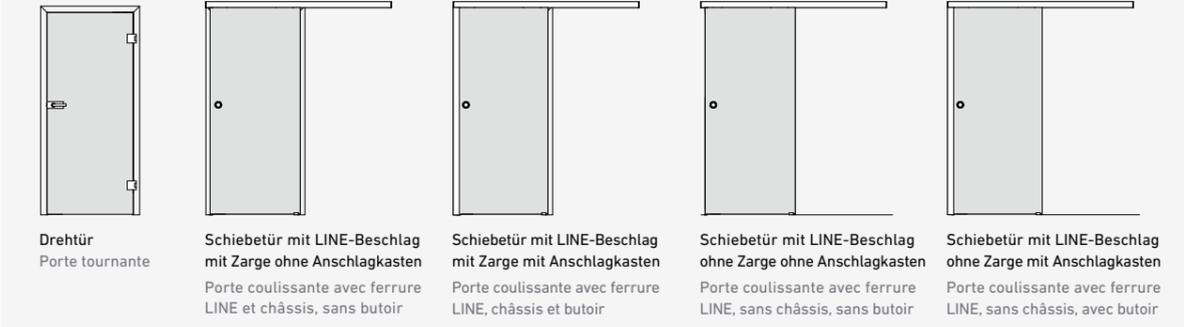 Drehtür
Porte tournante
Schiebetür mit LINE-Beschlag
mit Zarge ohne Anschlagkasten
Porte coulissante avec ferrure
LINE et châssis, sans butoir
Schiebetür mit LINE-Beschlag
mit Zarge mit Anschlagkasten
Porte coulissante avec ferrure
LINE, châssis et butoir
Schiebetür mit LINE-Beschlag
ohne Zarge ohne Anschlagkasten
Porte coulissante avec ferrure
LINE, sans châssis, sans butoir
Schiebetür mit LINE-Beschlag
ohne Zarge mit Anschlagkasten
Porte coulissante avec ferrure
LINE, sans châssis, avec butoir